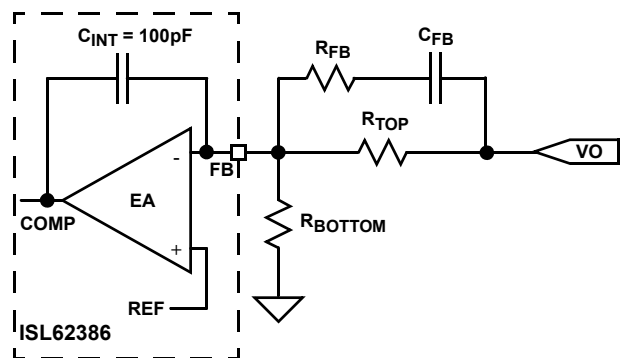 C_INT = 100pF
R_FB
C_FB
R_TOP
-
FB
VO
EA
COMP
R_BOTTOM
+
REF
ISL62386